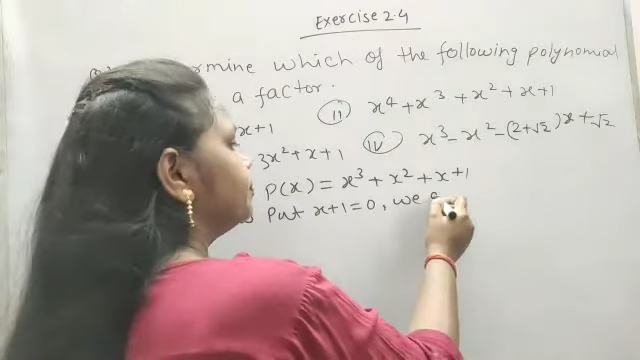 Exercise 2.4
which of the following polynomial
a factor.
x+1 (ii) x⁴+x³+x²+x+1
3x²+x+1 (iv) x³-x²-(2+√2)x+√2
P(x)=x³+x²+x+1
Put x+1=0, we